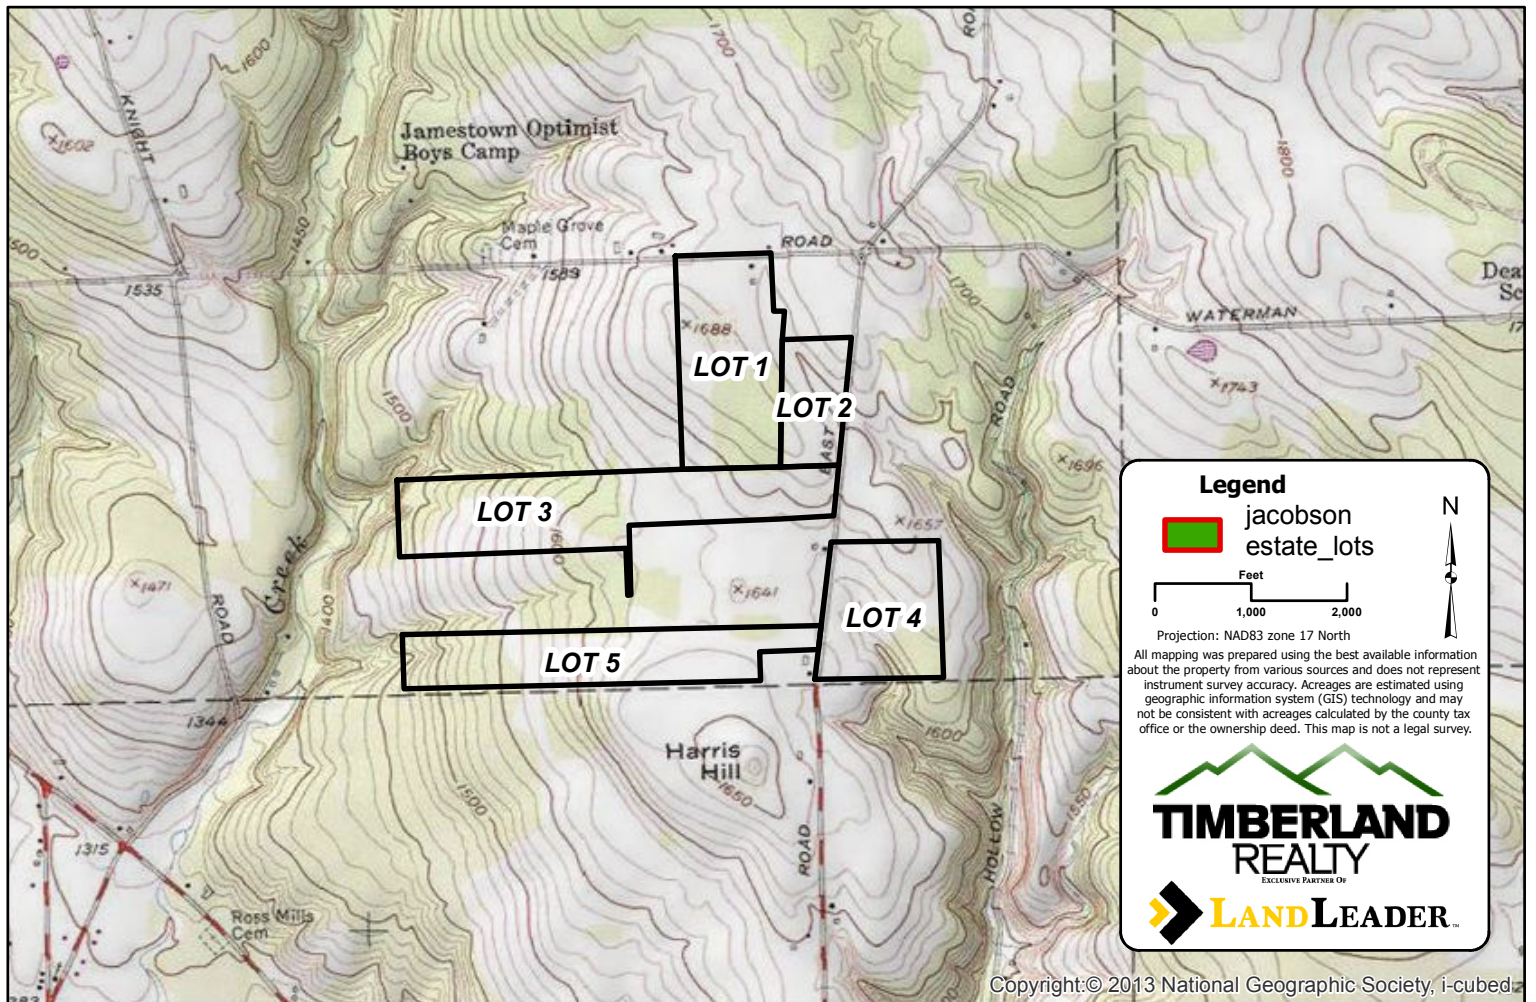 1600
1700
ROAD
KNIGHT
×1602
Jamestown Optimist
Boys Camp
1800
1450
Maple Grove
Cem
ROAD
1589
1535
1700
WATERMAN
×1688
LOT 1
×1743
ROAD
1500
LOT 2
EAST
×1696
LOT 3
×1657
1600
Creek
×1471
ROAD
1400
×1641
LOT 4
LOT 5
1344
1600
Harris
Hill
1650
1500
1550
ROAD
HOLLOW
1315
Ross Mills
Cem
Legend
jacobson
estate_lots
N
Feet
0 1,000 2,000
Projection: NAD83 zone 17 North
All mapping was prepared using the best available information
about the property from various sources and does not represent
instrument survey accuracy. Acreages are estimated using
geographic information system (GIS) technology and may
not be consistent with acreages calculated by the county tax
office or the ownership deed. This map is not a legal survey.
TIMBERLAND
REALTY
EXCLUSIVE PARTNER OF
LANDLEADER™
Copyright:© 2013 National Geographic Society, i-cubed